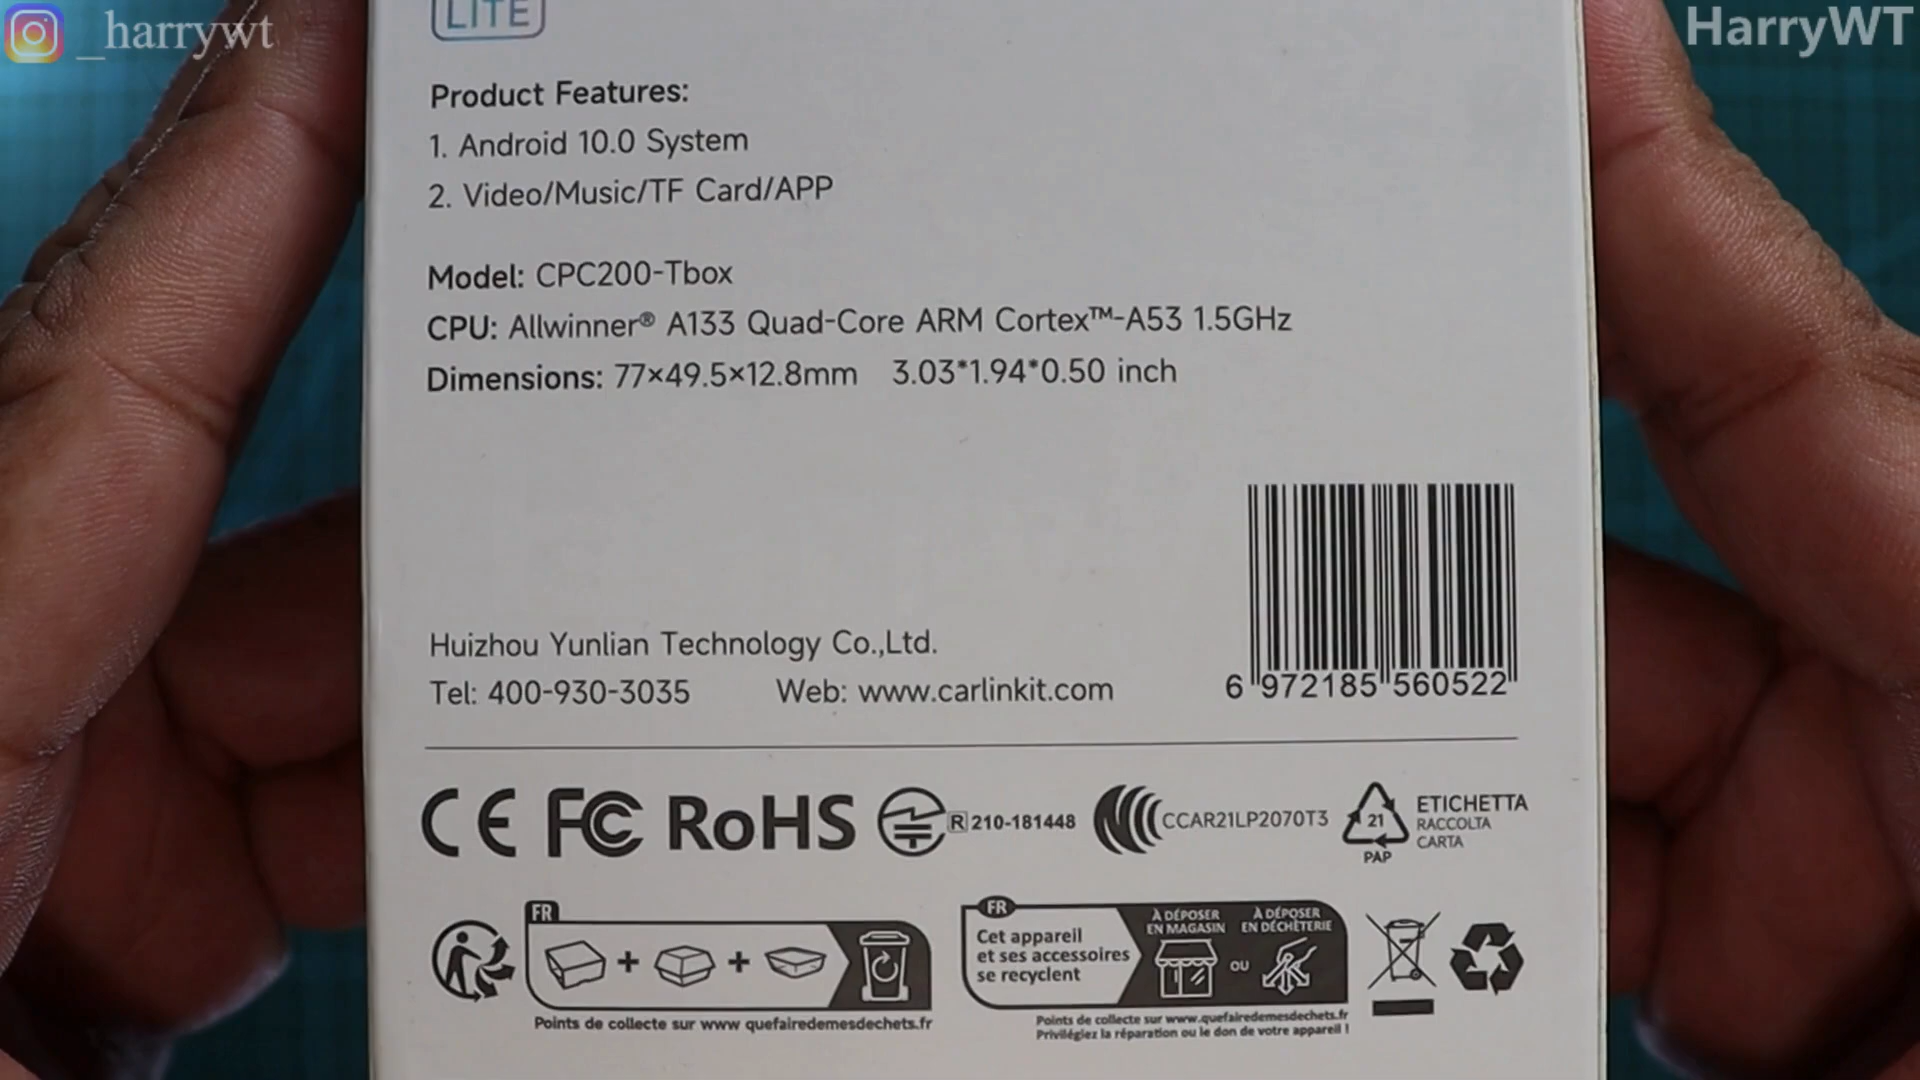 _harrywt
HarryWT
LITE
Product Features:
1. Android 10.0 System
2. Video/Music/TF Card/APP
Model: CPC200-Tbox
CPU: Allwinner® A133 Quad-Core ARM Cortex™-A53 1.5GHz
Dimensions: 77×49.5×12.8mm 3.03*1.94*0.50 inch
6 972185 560522
Huizhou Yunlian Technology Co.,Ltd.
Tel: 400-930-3035 Web: www.carlinkit.com
CE FC RoHS R 210-181448 CCAR21LP2070T3
21
PAP
ETICHETTA
RACCOLTA
CARTA
FR
Points de collecte sur www quefairedemesdechets.fr
FR
Cet appareil
et ses accessoires
se recyclent
À DÉPOSER
EN MAGASIN
OU
À DÉPOSER
EN DÉCHÈTERIE
Points de collecte sur www.quefairedemesdechets.fr
Privilégiez la réparation ou le don de votre appareil !